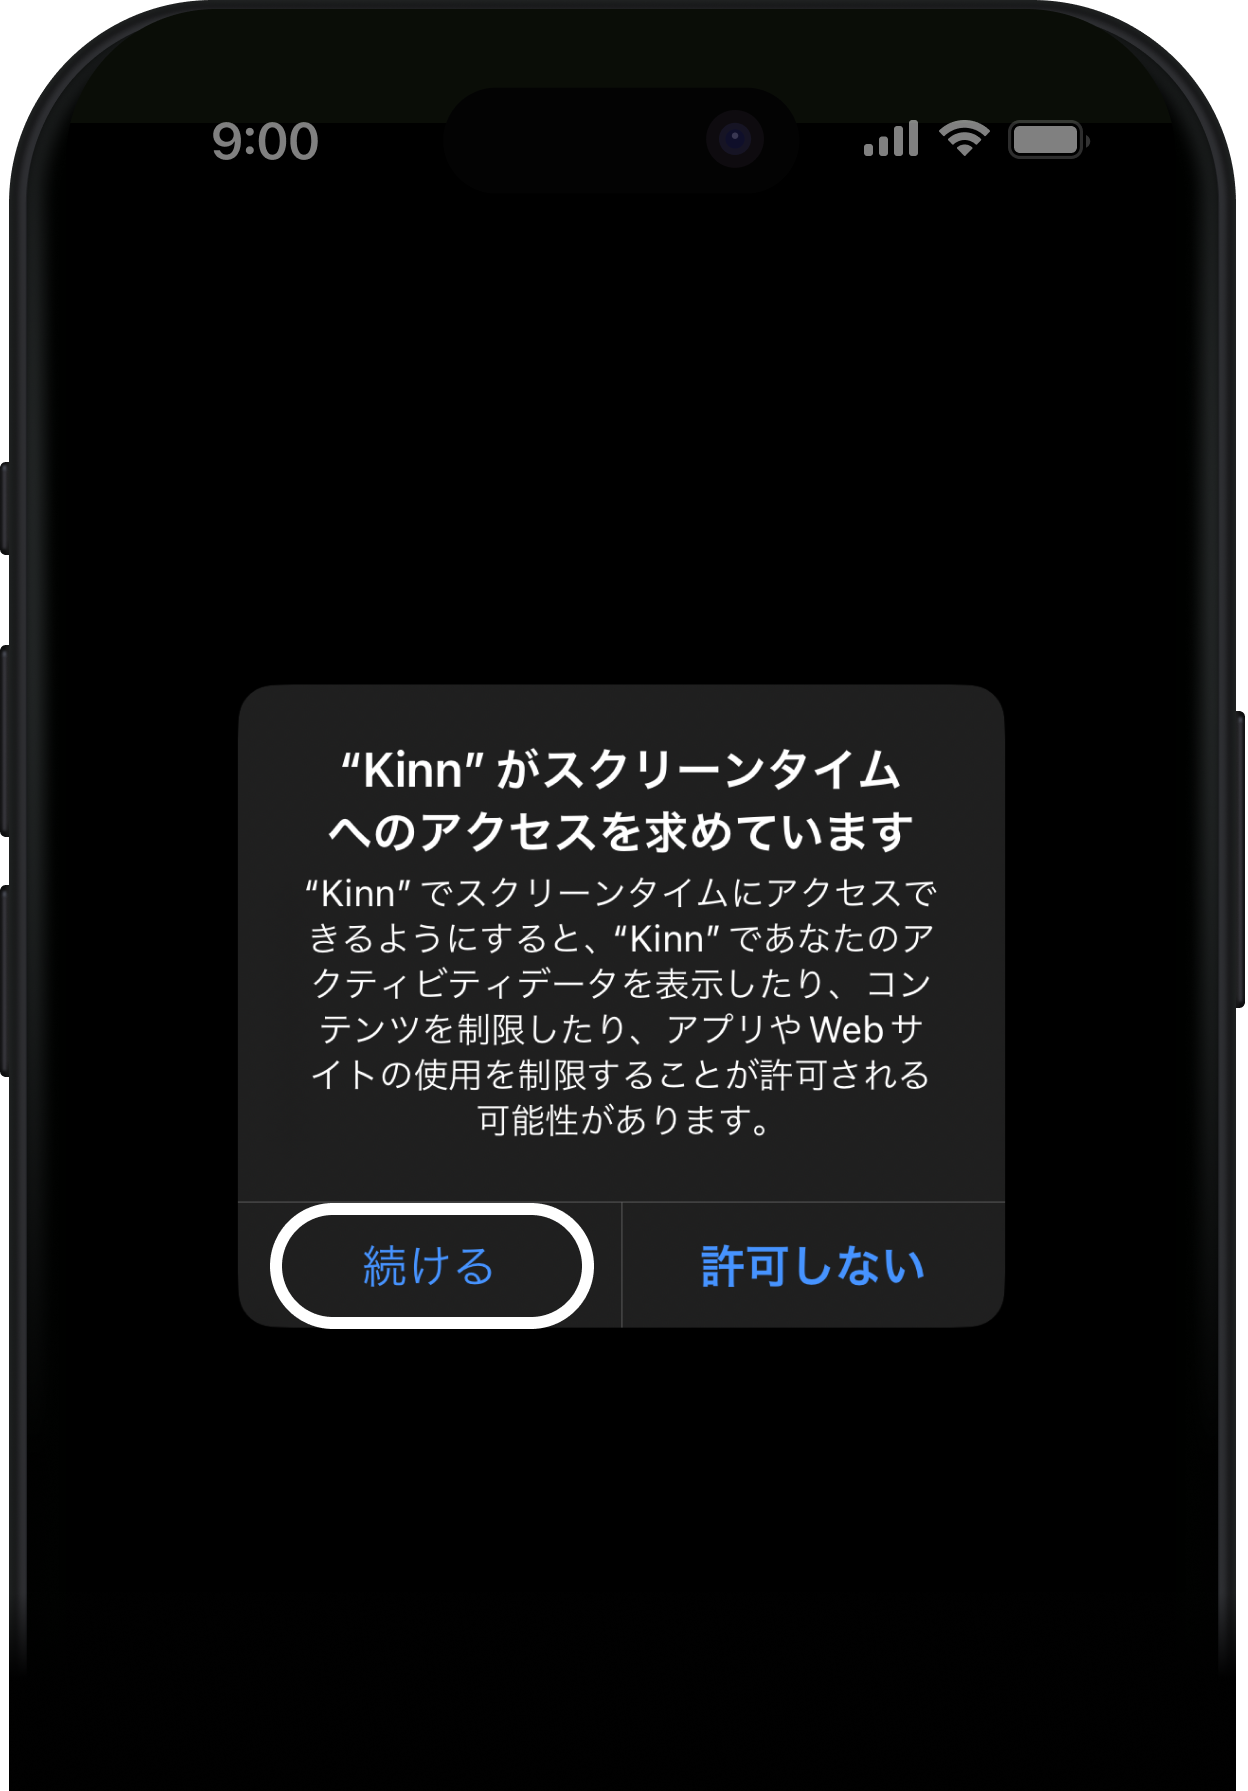 9:00
“Kinn” がスクリーンタイム
へのアクセスを求めています
“Kinn” でスクリーンタイムにアクセスで
きるようにすると、“Kinn” であなたのア
クティビティデータを表示したり、コン
テンツを制限したり、アプリや Web サ
イトの使用を制限することが許可される
可能性があります。
続ける
許可しない